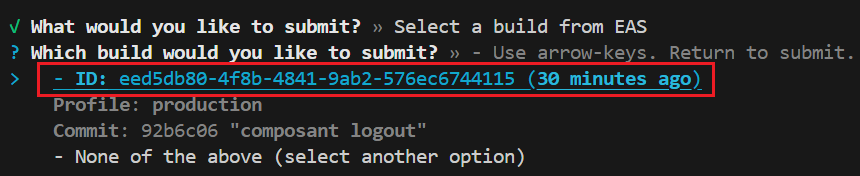 √ What would you like to submit? » Select a build from EAS
? Which build would you like to submit? » - Use arrow-keys. Return to submit.
> - ID: eed5db80-4f8b-4841-9ab2-576ec6744115 (30 minutes ago)
Profile: production
Commit: 92b6c06 "composant logout"
- None of the above (select another option)